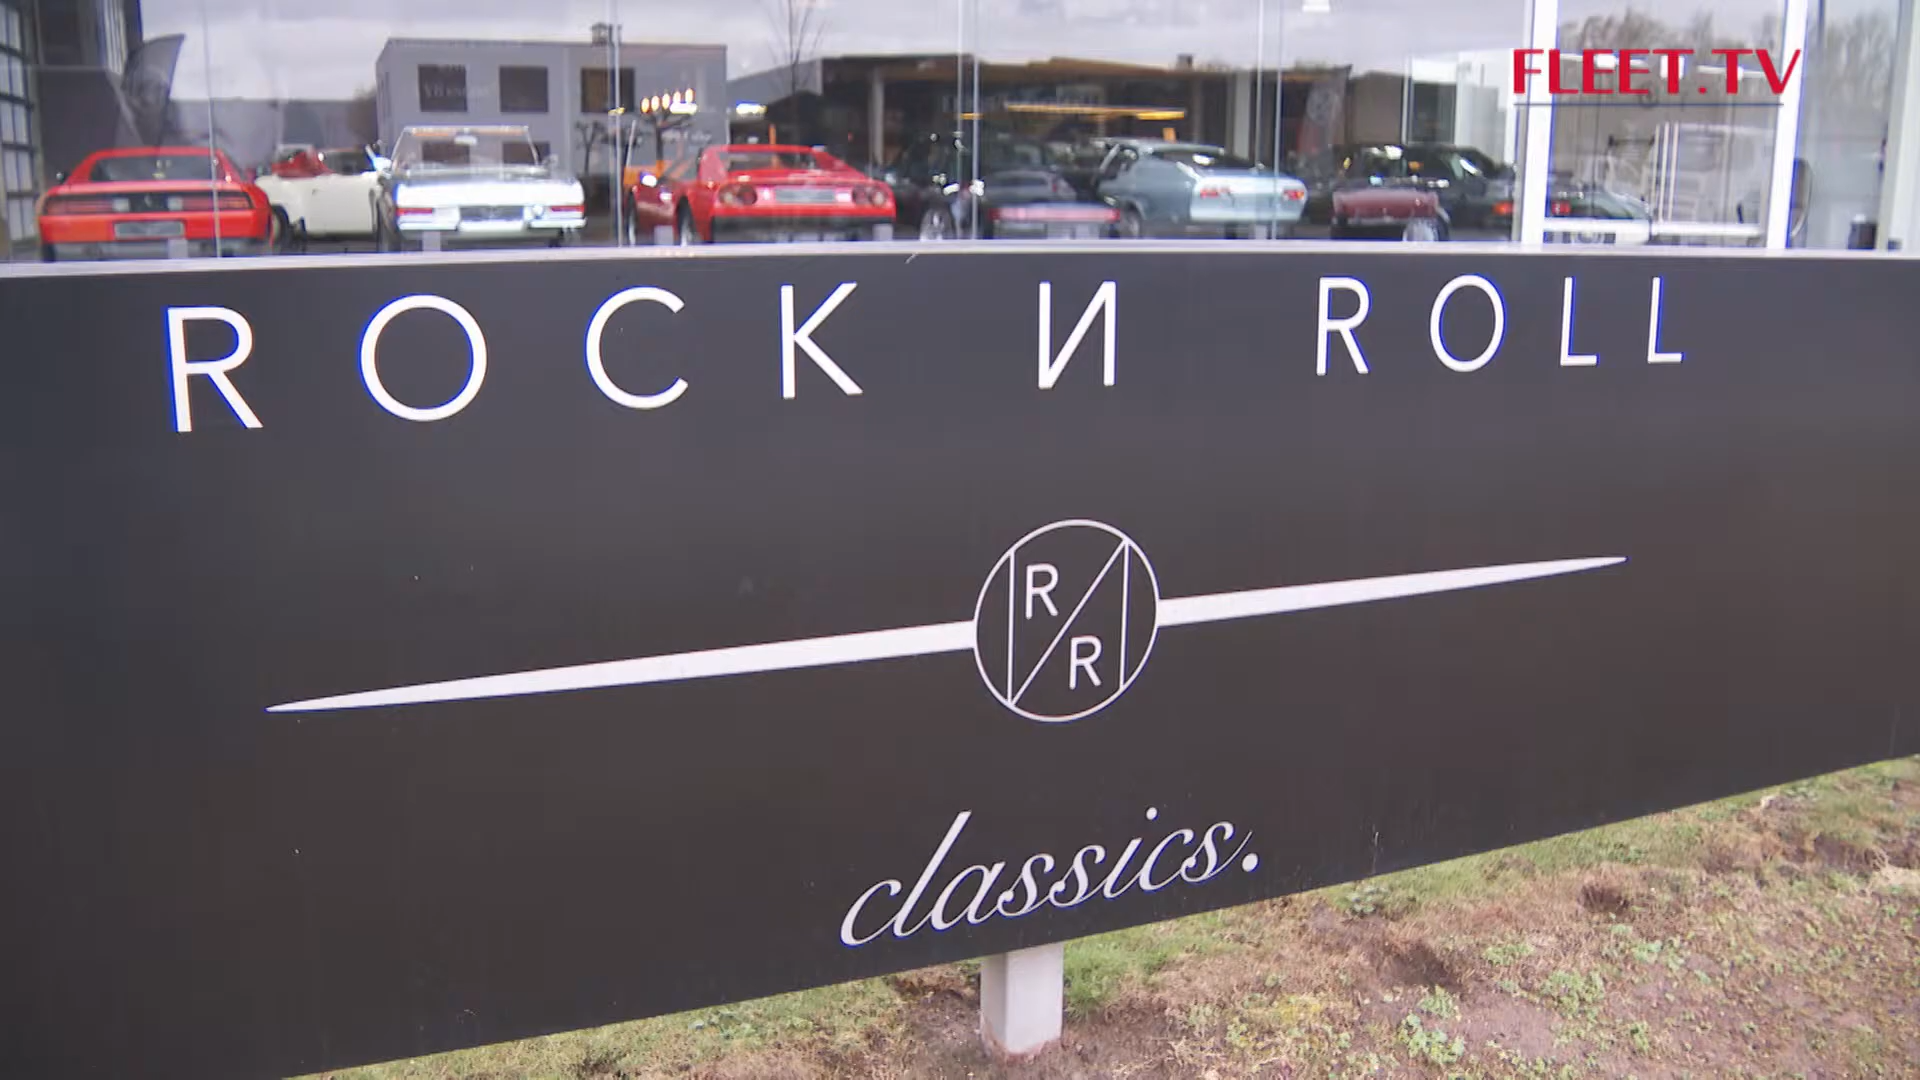 FLEET.TV
ROCK И ROLL
R
R
classics.